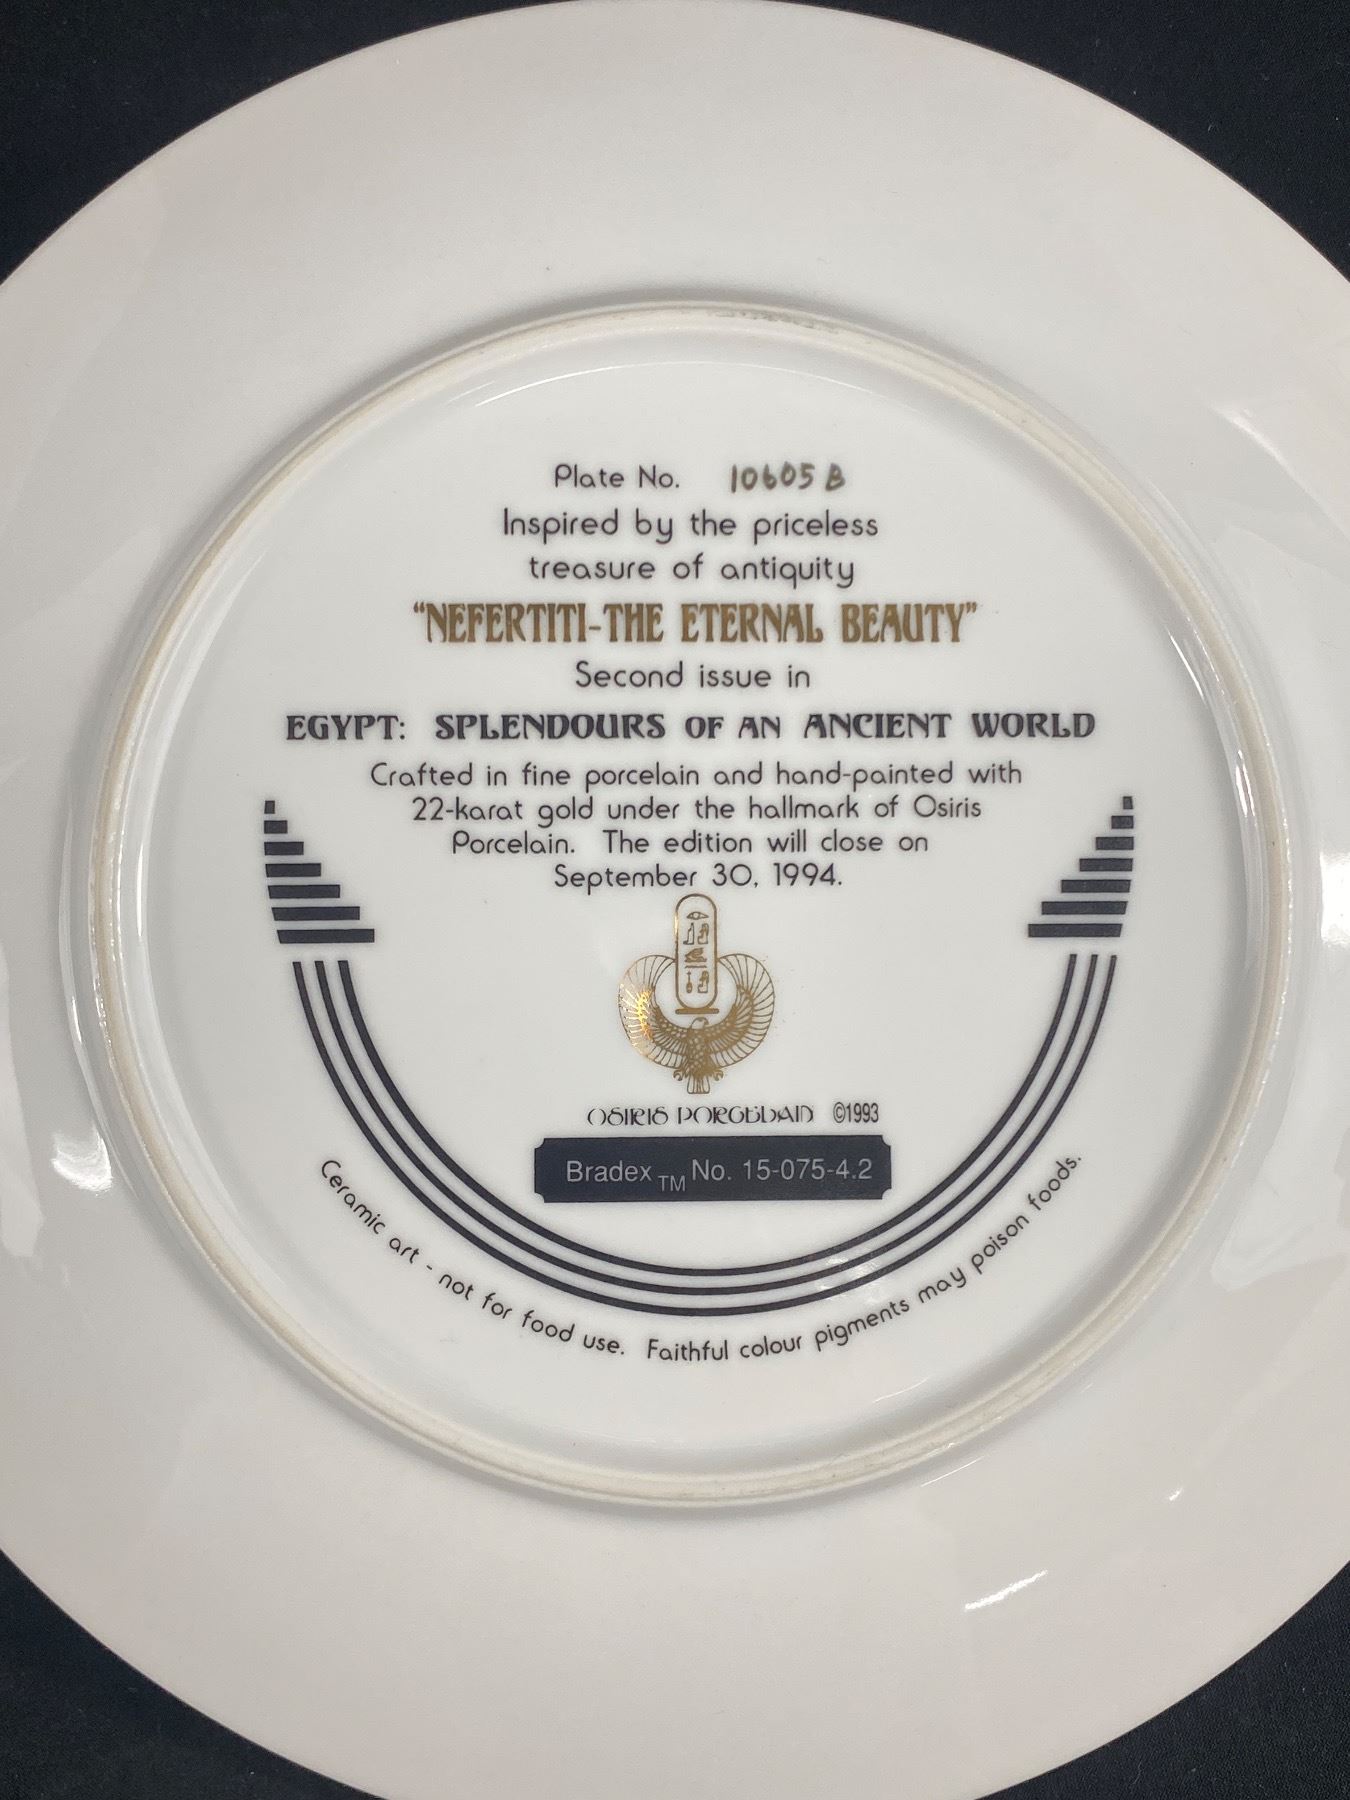 Plate No. 10605 B
Inspired by the priceless
treasure of antiquity
“NEFERTITI-THE ETERNAL BEAUTY”
Second issue in
EGYPT: SPLENDOURS OF AN ANCIENT WORLD
Crafted in fine porcelain and hand-painted with
22-karat gold under the hallmark of Osiris
Porcelain. The edition will close on
September 30, 1994.
OSIRIS PORCELAIN ©1993
Bradex TM No. 15-075-4.2
Ceramic art - not for food use. Faithful colour pigments may poison foods.